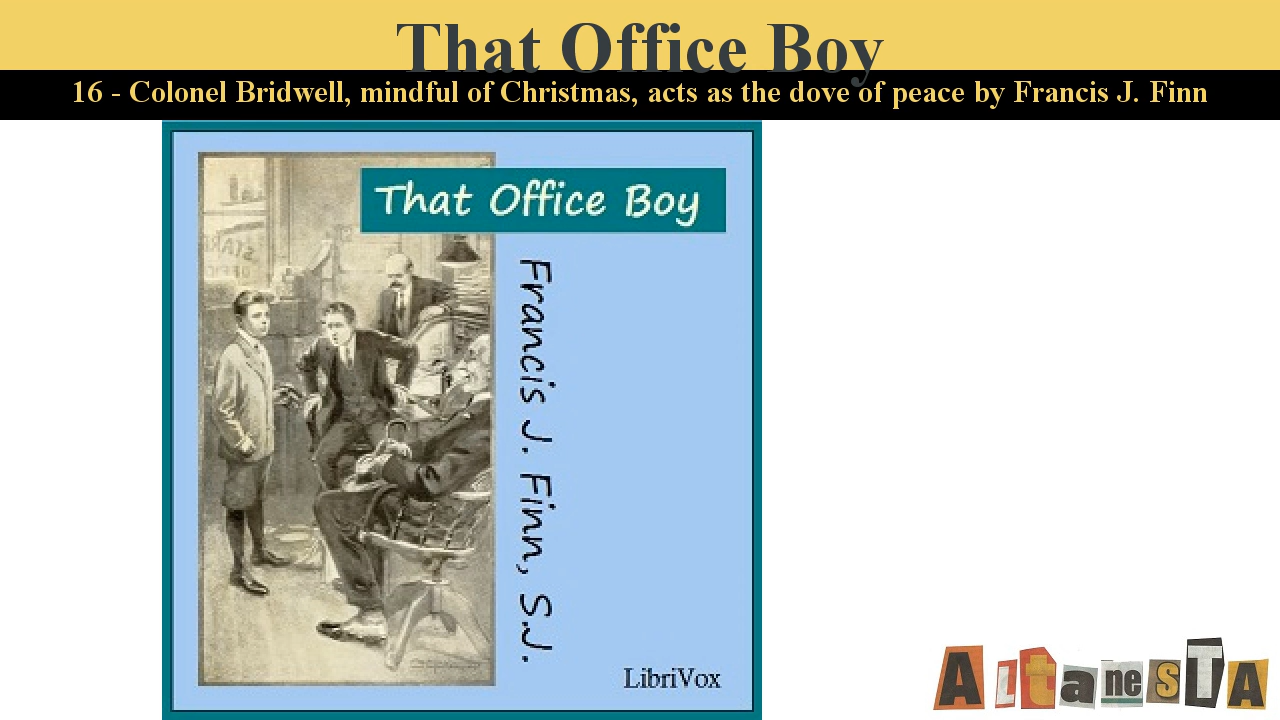 That Office Boy
16 - Colonel Bridwell, mindful of Christmas, acts as the dove of peace by Francis J. Finn
That Office Boy
Francis J. Finn, S.J.
LibriVox
AltanesTA